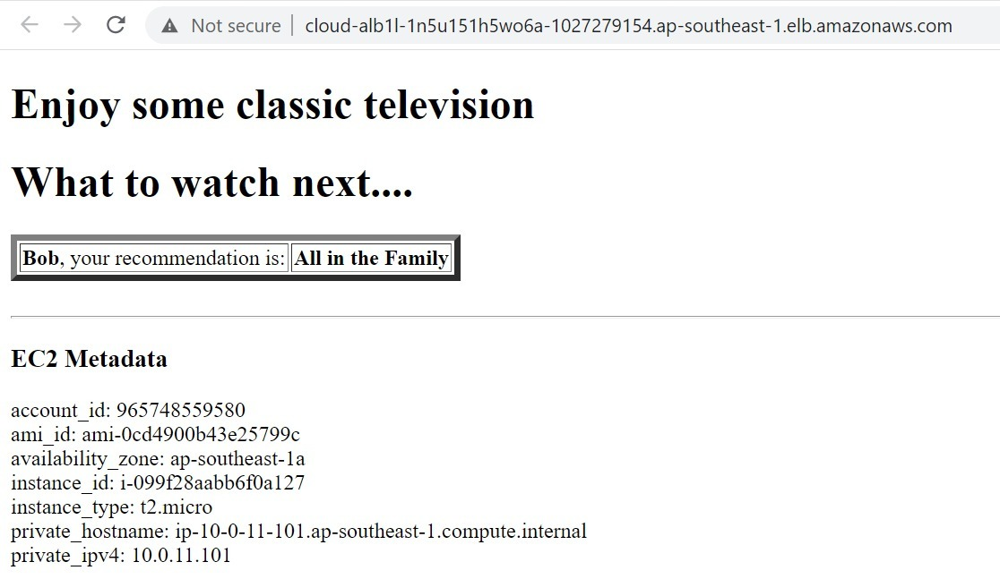 Not secure | cloud-alb1l-1n5u151h5wo6a-1027279154.ap-southeast-1.elb.amazonaws.com
Enjoy some classic television
What to watch next....
Bob, your recommendation is: All in the Family
EC2 Metadata
account_id: 965748559580
ami_id: ami-0cd4900b43e25799c
availability_zone: ap-southeast-1a
instance_id: i-099f28aabb6f0a127
instance_type: t2.micro
private_hostname: ip-10-0-11-101.ap-southeast-1.compute.internal
private_ipv4: 10.0.11.101